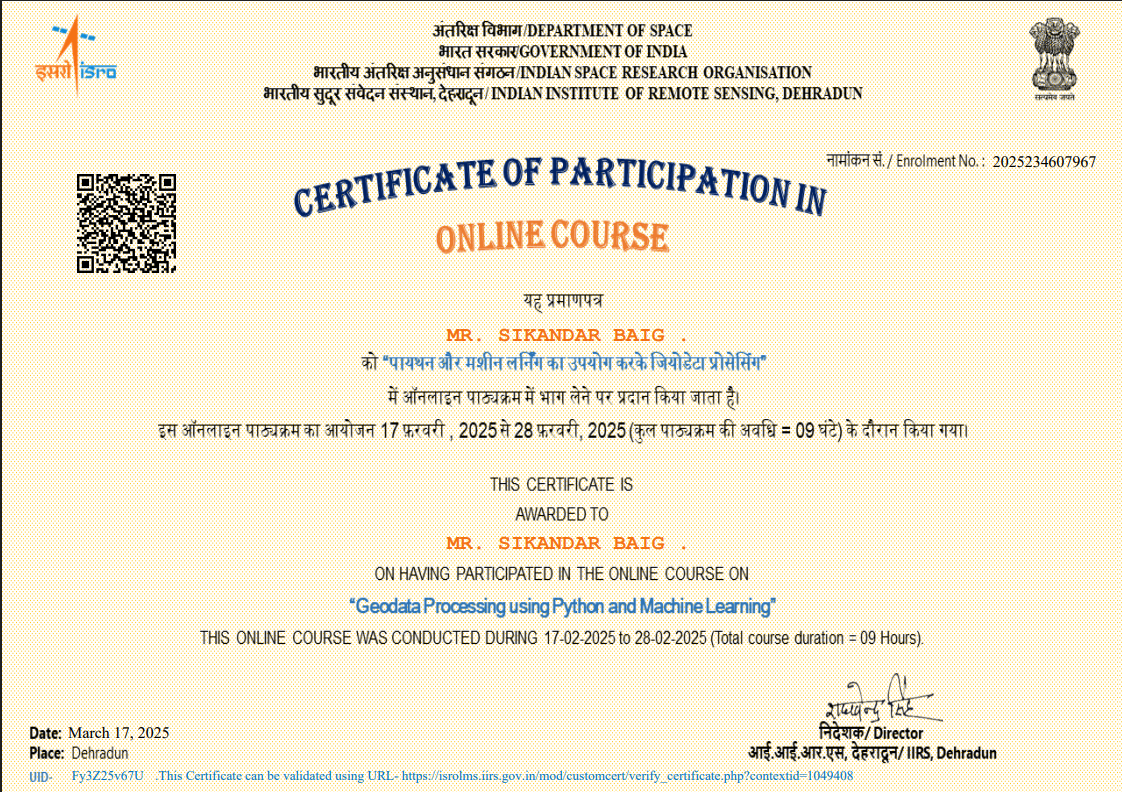 इसरो isro
अंतरिक्ष विभाग/DEPARTMENT OF SPACE
भारत सरकार/GOVERNMENT OF INDIA
भारतीय अंतरिक्ष अनुसंधान संगठन/INDIAN SPACE RESEARCH ORGANISATION
भारतीय सुदूर संवेदन संस्थान, देहरादून/ INDIAN INSTITUTE OF REMOTE SENSING, DEHRADUN
सत्यमेव जयते
नामांकन सं./ Enrolment No. : 2025234607967
CERTIFICATE OF PARTICIPATION IN
ONLINE COURSE
यह प्रमाणपत्र
MR. SIKANDAR BAIG .
को “पायथन और मशीन लर्निंग का उपयोग करके जियोडेटा प्रोसेसिंग”
में ऑनलाइन पाठ्यक्रम में भाग लेने पर प्रदान किया जाता है।
इस ऑनलाइन पाठ्यक्रम का आयोजन 17 फ़रवरी , 2025 से 28 फ़रवरी, 2025 (कुल पाठ्यक्रम की अवधि = 09 घंटे) के दौरान किया गया।
THIS CERTIFICATE IS
AWARDED TO
MR. SIKANDAR BAIG .
ON HAVING PARTICIPATED IN THE ONLINE COURSE ON
“Geodata Processing using Python and Machine Learning”
THIS ONLINE COURSE WAS CONDUCTED DURING 17-02-2025 to 28-02-2025 (Total course duration = 09 Hours).
निदेशक/ Director
आई.आई.आर.एस, देहरादून/ IIRS, Dehradun
Date: March 17, 2025
Place: Dehradun
UID- Fy3Z25v67U .This Certificate can be validated using URL- https://isrolms.iirs.gov.in/mod/customcert/verify_certificate.php?contextid=1049408